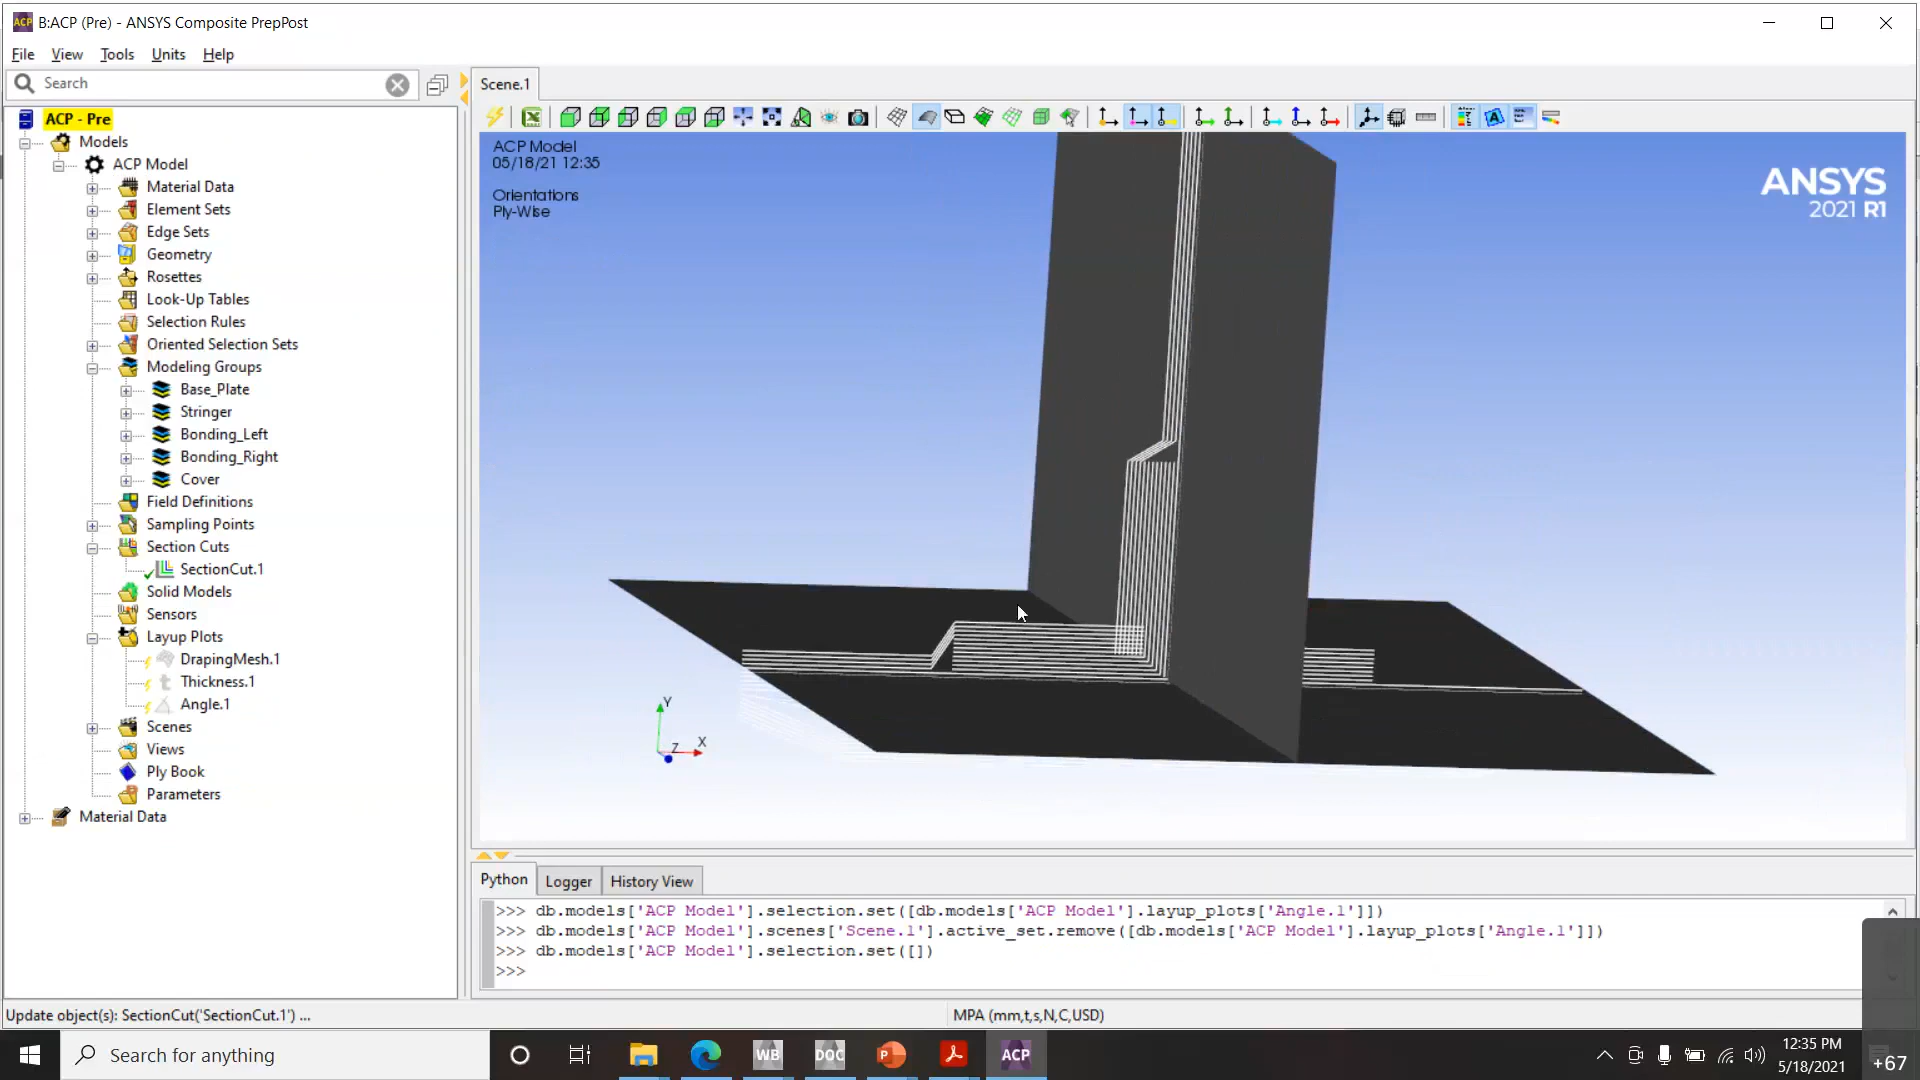 B:ACP (Pre) - ANSYS Composite PrepPost
File View Tools Units Help
Search
ACP - Pre
Models
ACP Model
Material Data
Element Sets
Edge Sets
Geometry
Rosettes
Look-Up Tables
Selection Rules
Oriented Selection Sets
Modeling Groups
Base_Plate
Stringer
Bonding_Left
Bonding_Right
Cover
Field Definitions
Sampling Points
Section Cuts
SectionCut.1
Solid Models
Sensors
Layup Plots
DrapingMesh.1
Thickness.1
Angle.1
Scenes
Views
Ply Book
Parameters
Material Data
Scene.1
ACP Model
05/18/21 12:35
Orientations
Ply-Wise
ANSYS
2021 R1
Y
X
Z
Python Logger History View
>>> db.models['ACP Model'].selection.set([db.models['ACP Model'].layup_plots['Angle.1']])
>>> db.models['ACP Model'].scenes['Scene.1'].active_set.remove([db.models['ACP Model'].layup_plots['Angle.1']])
>>> db.models['ACP Model'].selection.set([])
>>>
Update object(s): SectionCut('SectionCut.1') ...
MPA (mm,t,s,N,C,USD)
Search for anything
WB
DOC
P
ACP
12:35 PM
5/18/2021
+67